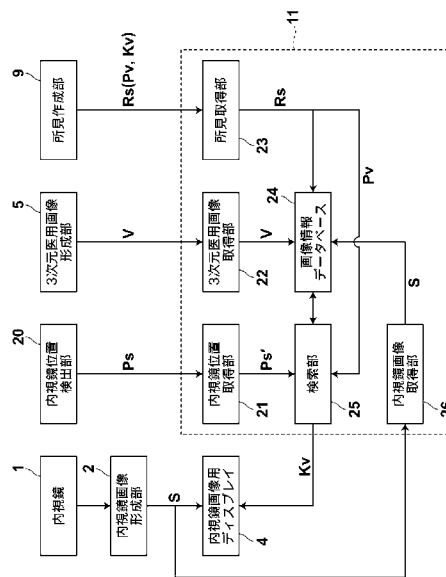 11
1
内視鏡
20
内視鏡位置
検出部
5
3次元医用画像
形成部
9
所見作成部
2
内視鏡画像
形成部
Ps
V
Rs(Pv, Kv)
S
内視鏡画像用
ディスプレイ
4
内視鏡位置
取得部
21
3次元医用画像
取得部
22
所見取得部
23
Ps'
V
Rs
24
検索部
25
画像情報
データベース
Pv
Kv
S
内視鏡画像
取得部
26